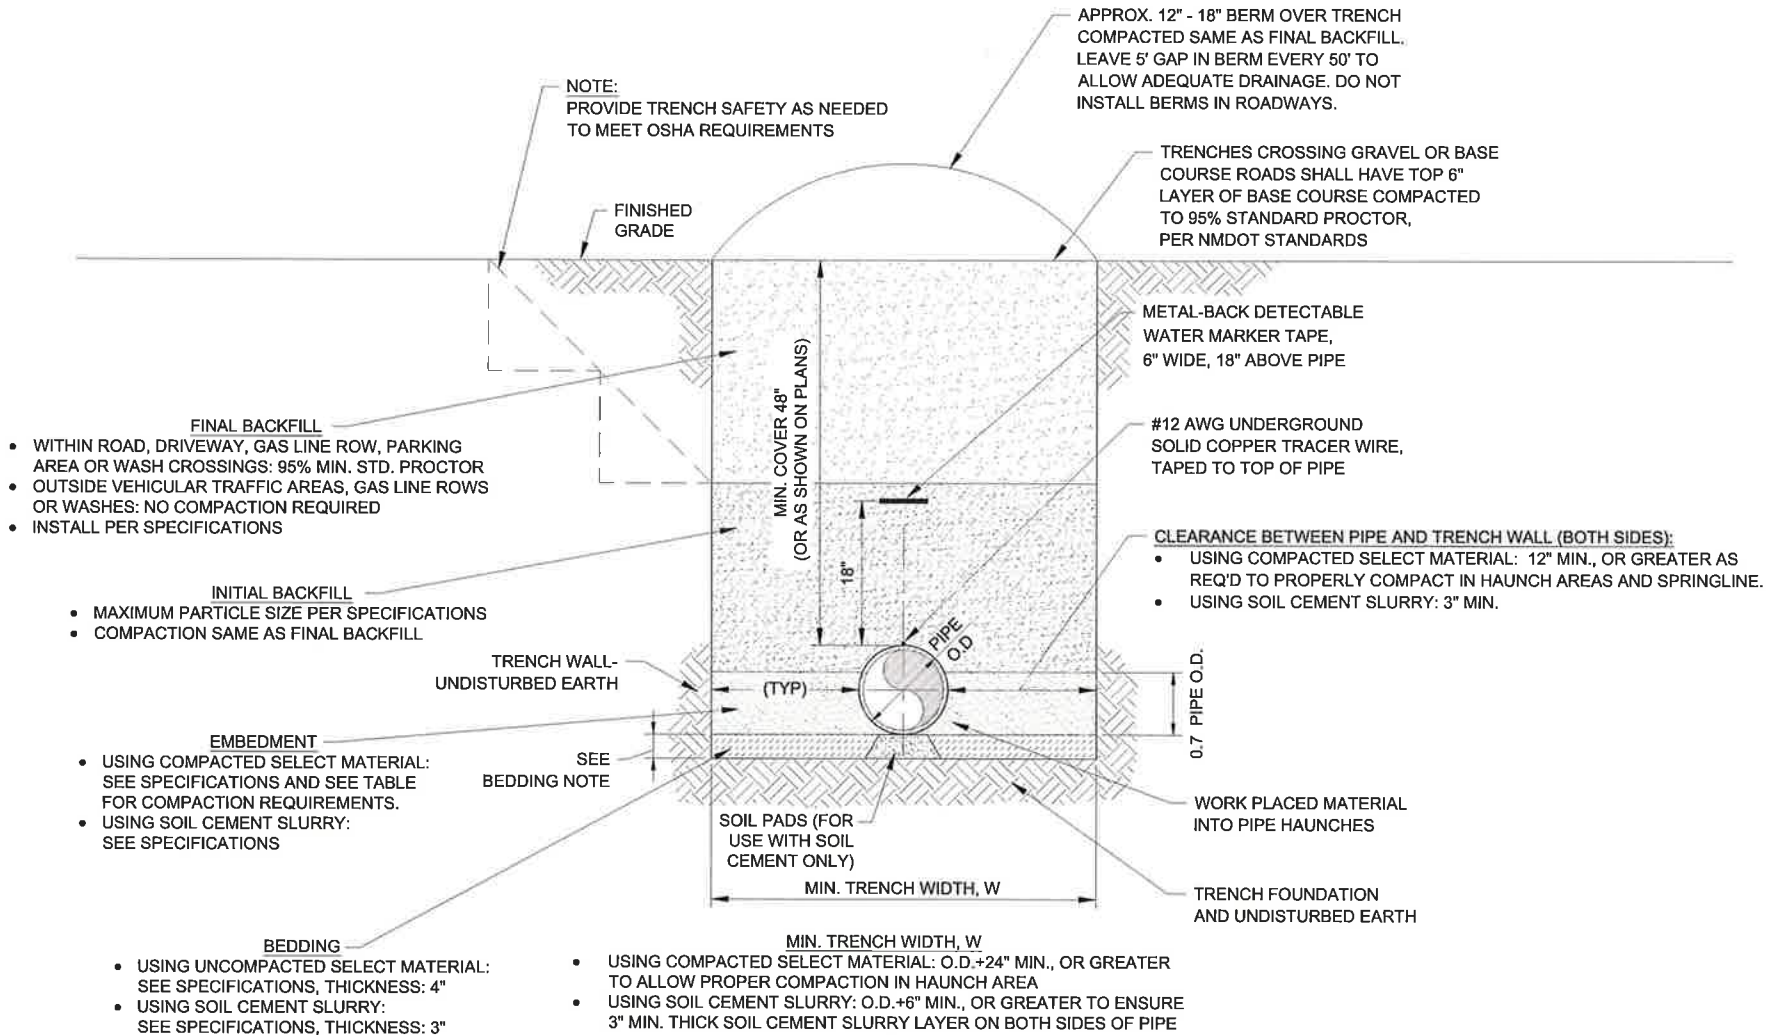 APPROX. 12" - 18" BERM OVER TRENCH
COMPACTED SAME AS FINAL BACKFILL.
LEAVE 5' GAP IN BERM EVERY 50' TO
ALLOW ADEQUATE DRAINAGE. DO NOT
INSTALL BERMS IN ROADWAYS.
NOTE:
PROVIDE TRENCH SAFETY AS NEEDED
TO MEET OSHA REQUIREMENTS
TRENCHES CROSSING GRAVEL OR BASE
COURSE ROADS SHALL HAVE TOP 6"
LAYER OF BASE COURSE COMPACTED
TO 95% STANDARD PROCTOR,
PER NMDOT STANDARDS
FINISHED
GRADE
METAL-BACK DETECTABLE
WATER MARKER TAPE,
6" WIDE, 18" ABOVE PIPE
MIN. COVER 48"
(OR AS SHOWN ON PLANS)
FINAL BACKFILL
• WITHIN ROAD, DRIVEWAY, GAS LINE ROW, PARKING
AREA OR WASH CROSSINGS: 95% MIN. STD. PROCTOR
• OUTSIDE VEHICULAR TRAFFIC AREAS, GAS LINE ROWS
OR WASHES: NO COMPACTION REQUIRED
• INSTALL PER SPECIFICATIONS
#12 AWG UNDERGROUND
SOLID COPPER TRACER WIRE,
TAPED TO TOP OF PIPE
18"
CLEARANCE BETWEEN PIPE AND TRENCH WALL (BOTH SIDES):
• USING COMPACTED SELECT MATERIAL: 12" MIN., OR GREATER AS
REQ'D TO PROPERLY COMPACT IN HAUNCH AREAS AND SPRINGLINE.
• USING SOIL CEMENT SLURRY: 3" MIN.
INITIAL BACKFILL
• MAXIMUM PARTICLE SIZE PER SPECIFICATIONS
• COMPACTION SAME AS FINAL BACKFILL
PIPE
O.D
TRENCH WALL-
UNDISTURBED EARTH
(TYP)
0.7 PIPE O.D.
EMBEDMENT
• USING COMPACTED SELECT MATERIAL:
SEE SPECIFICATIONS AND SEE TABLE
FOR COMPACTION REQUIREMENTS.
• USING SOIL CEMENT SLURRY:
SEE SPECIFICATIONS
SEE
BEDDING NOTE
SOIL PADS (FOR
USE WITH SOIL
CEMENT ONLY)
WORK PLACED MATERIAL
INTO PIPE HAUNCHES
MIN. TRENCH WIDTH, W
TRENCH FOUNDATION
AND UNDISTURBED EARTH
BEDDING
• USING UNCOMPACTED SELECT MATERIAL:
SEE SPECIFICATIONS, THICKNESS: 4"
• USING SOIL CEMENT SLURRY:
SEE SPECIFICATIONS, THICKNESS: 3"
MIN. TRENCH WIDTH, W
• USING COMPACTED SELECT MATERIAL: O.D.+24" MIN., OR GREATER
TO ALLOW PROPER COMPACTION IN HAUNCH AREA
• USING SOIL CEMENT SLURRY: O.D.+6" MIN., OR GREATER TO ENSURE
3" MIN. THICK SOIL CEMENT SLURRY LAYER ON BOTH SIDES OF PIPE